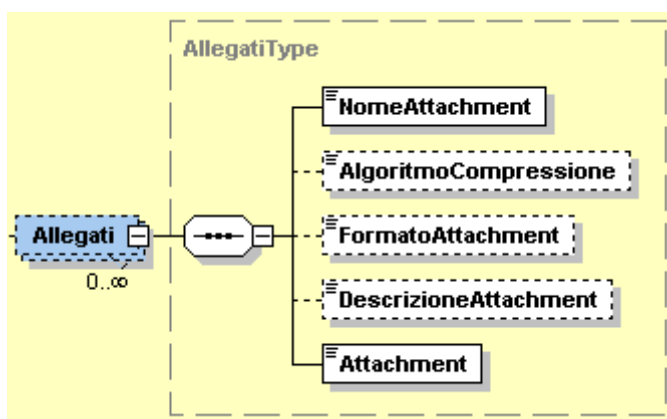 AllegatiType
NomeAttachment
AlgoritmoCompressione
Allegati
FormatoAttachment
0..∞
DescrizioneAttachment
Attachment